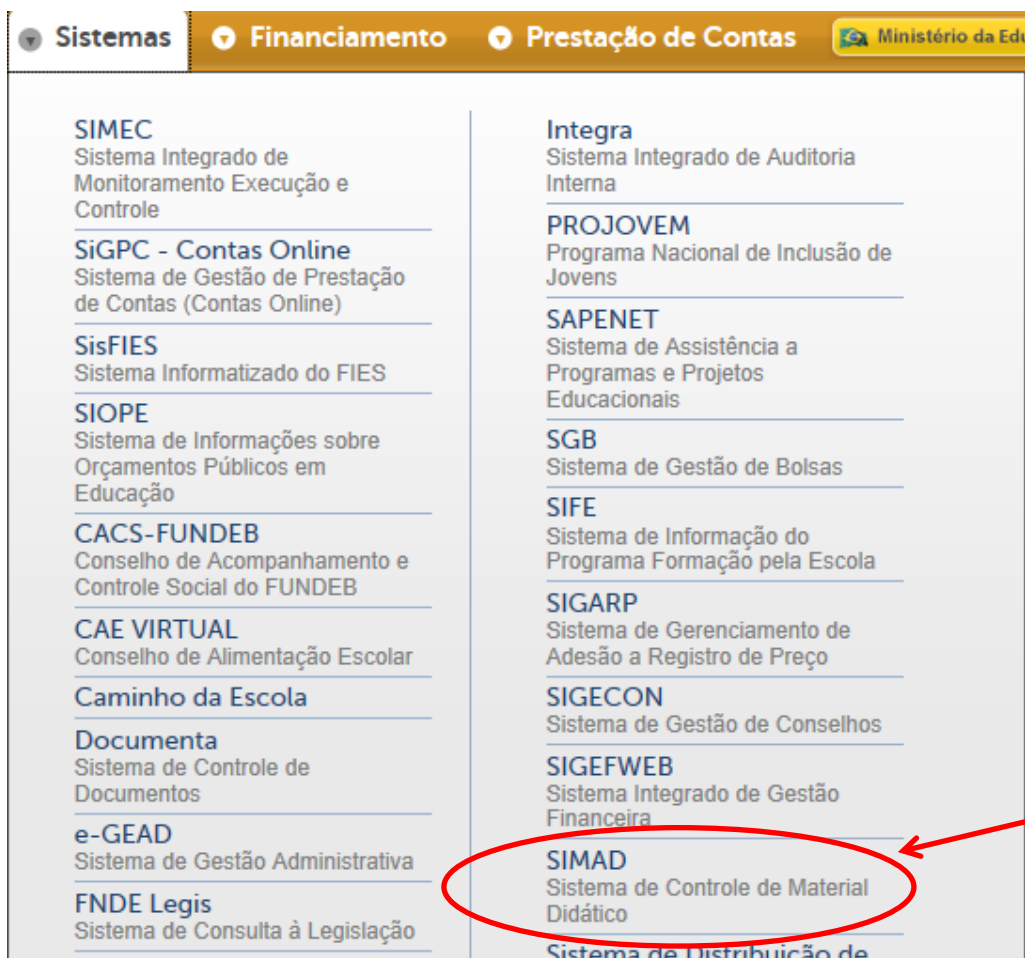 Sistemas
Financiamento
Prestação de Contas
Ministério da Edu
SIMEC
Sistema Integrado de
Monitoramento Execução e
Controle
SiGPC - Contas Online
Sistema de Gestão de Prestação
de Contas (Contas Online)
SisFIES
Sistema Informatizado do FIES
SIOPE
Sistema de Informações sobre
Orçamentos Públicos em
Educação
CACS-FUNDEB
Conselho de Acompanhamento e
Controle Social do FUNDEB
CAE VIRTUAL
Conselho de Alimentação Escolar
Caminho da Escola
Documenta
Sistema de Controle de
Documentos
e-GEAD
Sistema de Gestão Administrativa
FNDE Legis
Sistema de Consulta à Legislação
Integra
Sistema Integrado de Auditoria
Interna
PROJOVEM
Programa Nacional de Inclusão de
Jovens
SAPENET
Sistema de Assistência a
Programas e Projetos
Educacionais
SGB
Sistema de Gestão de Bolsas
SIFE
Sistema de Informação do
Programa Formação pela Escola
SIGARP
Sistema de Gerenciamento de
Adesão a Registro de Preço
SIGECON
Sistema de Gestão de Conselhos
SIGEFWEB
Sistema Integrado de Gestão
Financeira
SIMAD
Sistema de Controle de Material
Didático
Sistema de Distribuição de